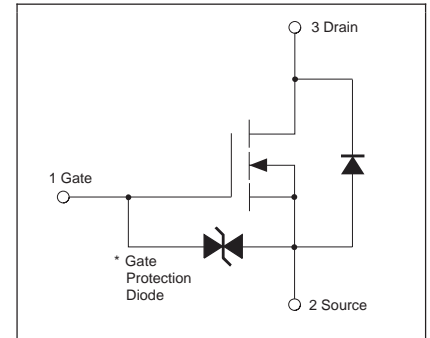 3 Drain
1 Gate
* Gate
Protection
Diode
2 Source